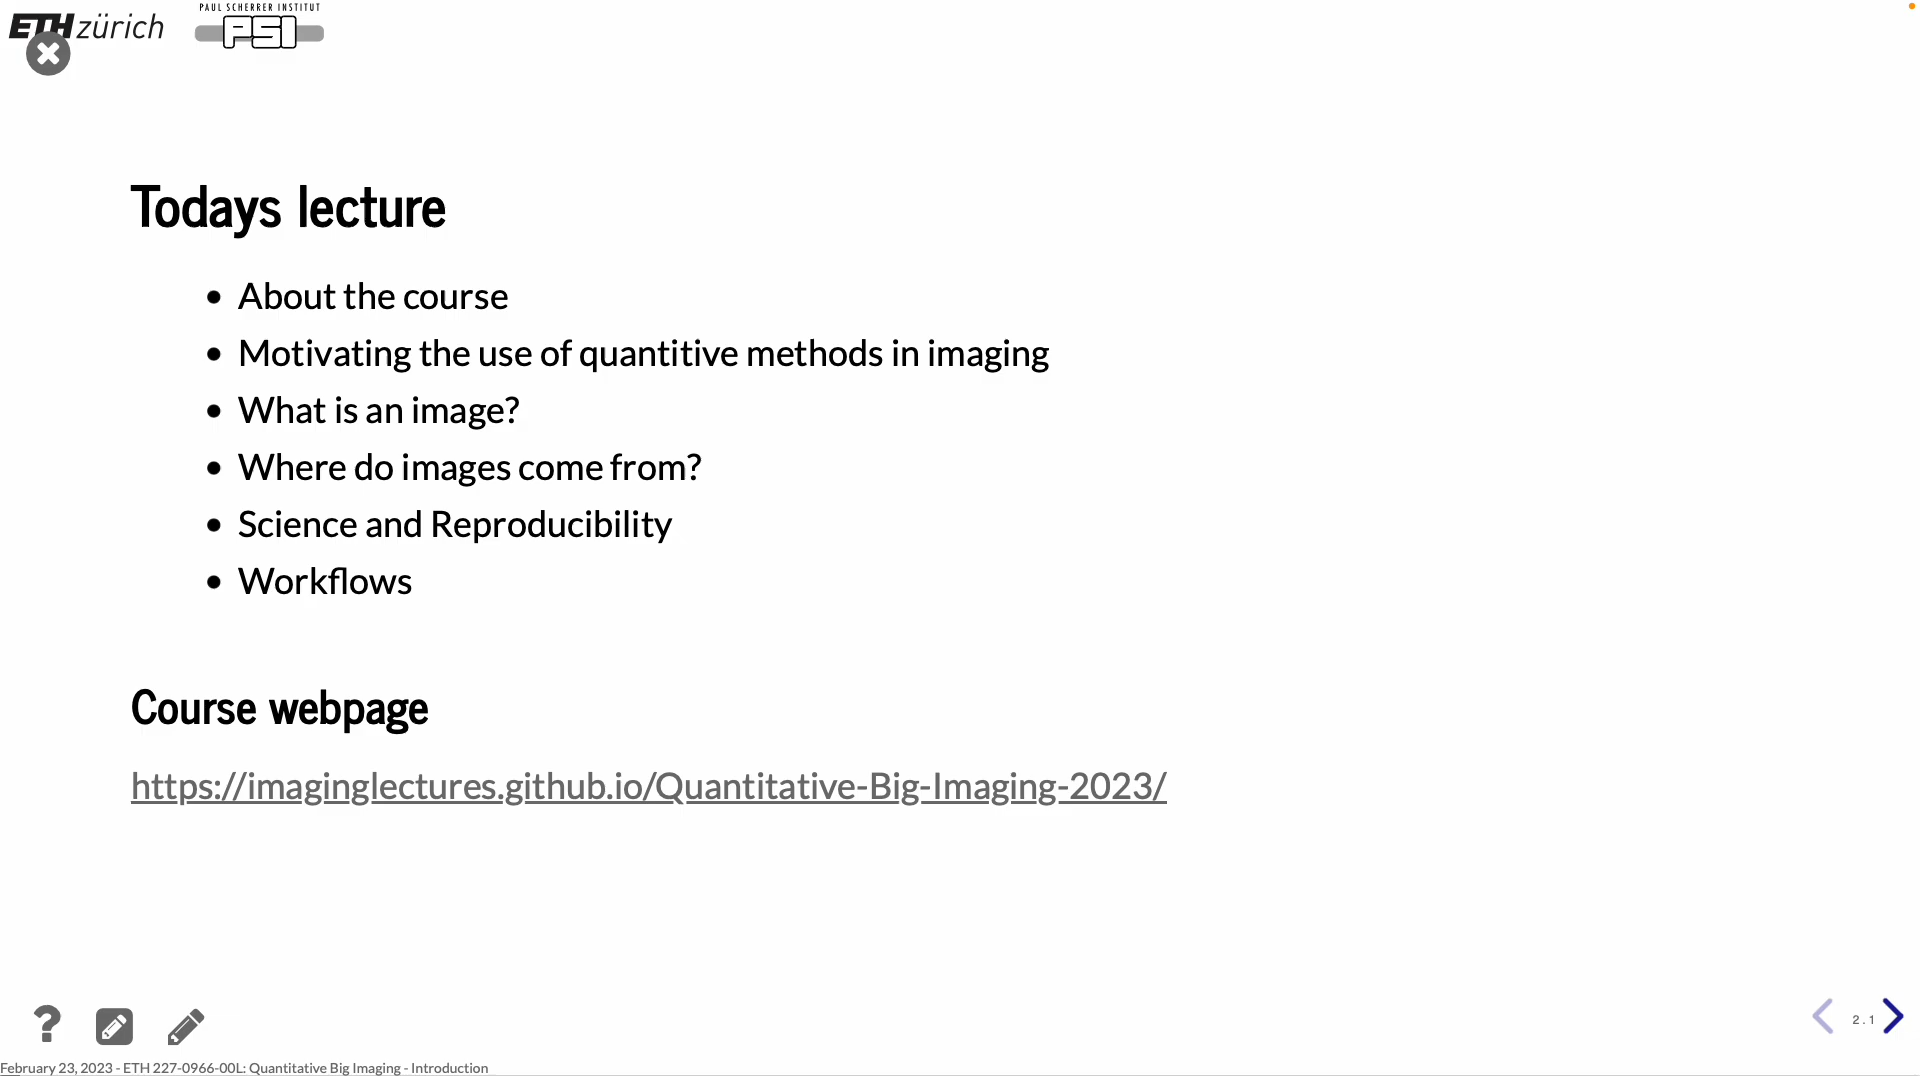 ETH zürich
PAUL SCHERRER INSTITUT
PSI
Todays lecture
• About the course
• Motivating the use of quantitive methods in imaging
• What is an image?
• Where do images come from?
• Science and Reproducibility
• Workflows
Course webpage
https://imaginglectures.github.io/Quantitative-Big-Imaging-2023/
2.1
February 23, 2023 - ETH 227-0966-00L: Quantitative Big Imaging - Introduction